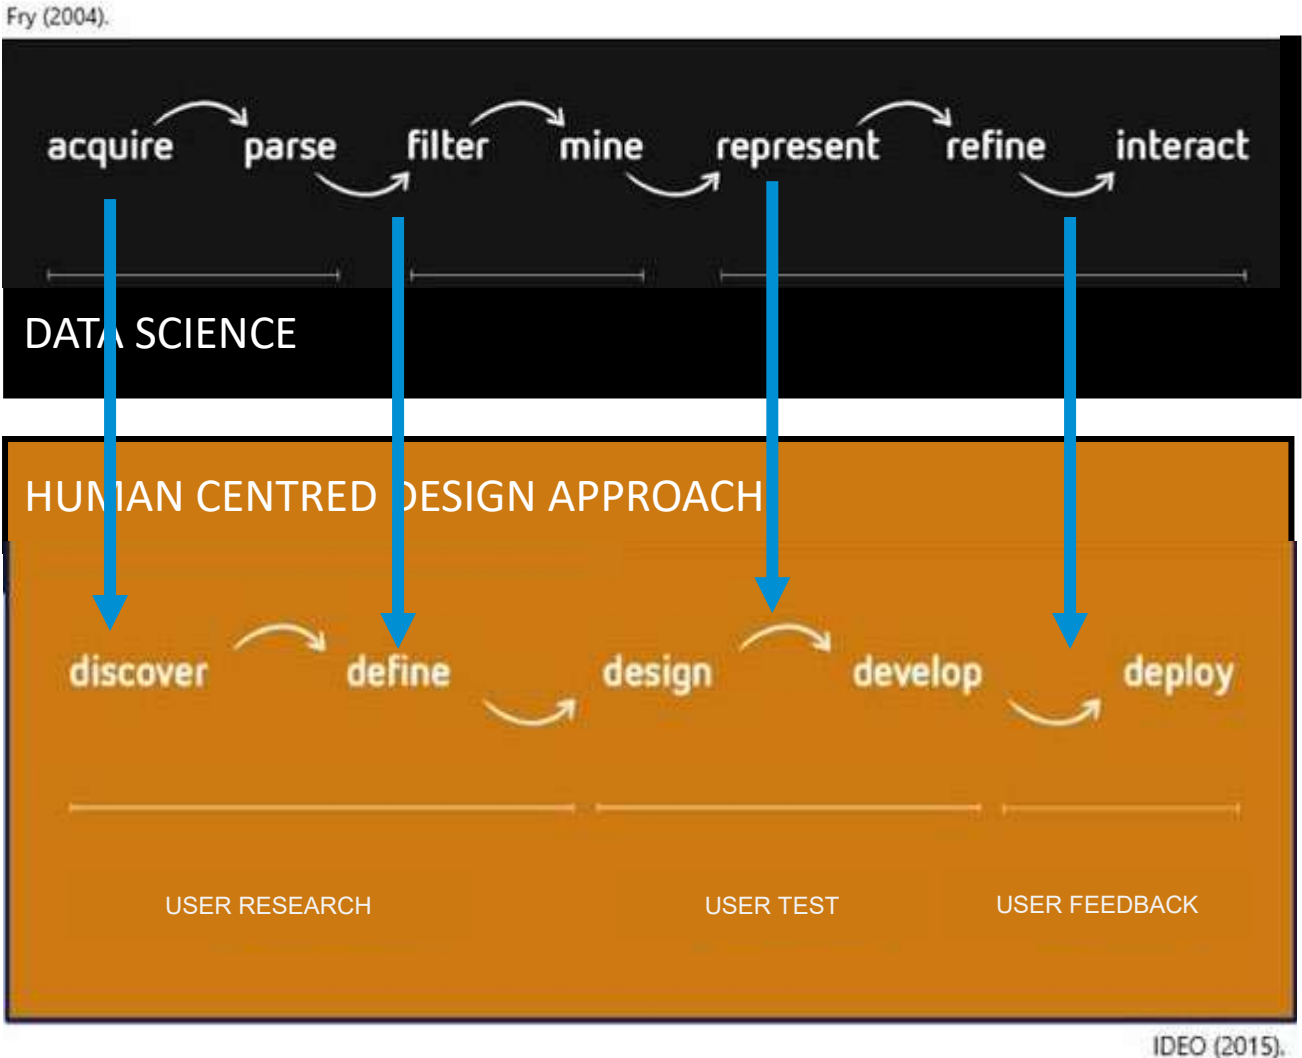 Fry (2004).
acquire parse filter mine represent refine interact
DATA SCIENCE
HUMAN CENTRED DESIGN APPROACH
discover define design develop deploy
USER RESEARCH USER TEST USER FEEDBACK
IDEO (2015).